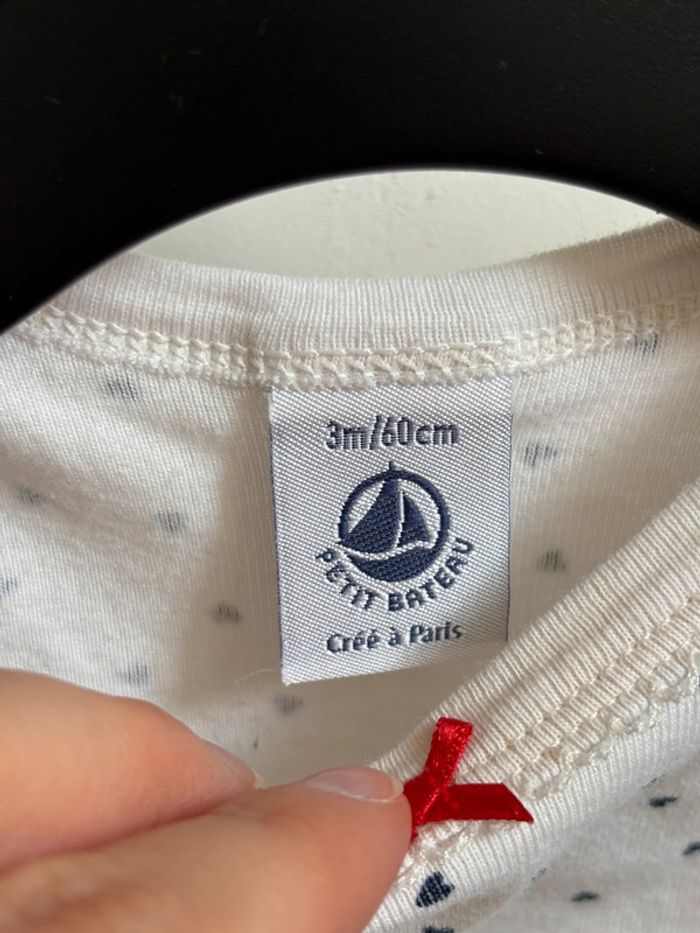 3m/60cm
PETIT BATEAU
Créé à Paris